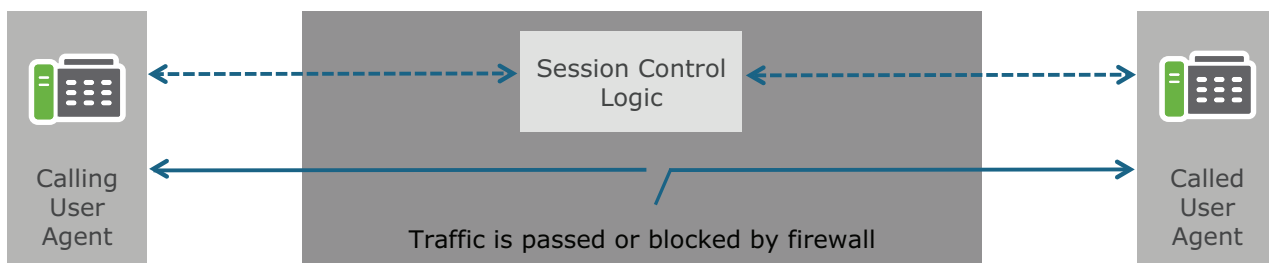 Session Control
Logic
Calling
User
Agent
Called
User
Agent
Traffic is passed or blocked by firewall